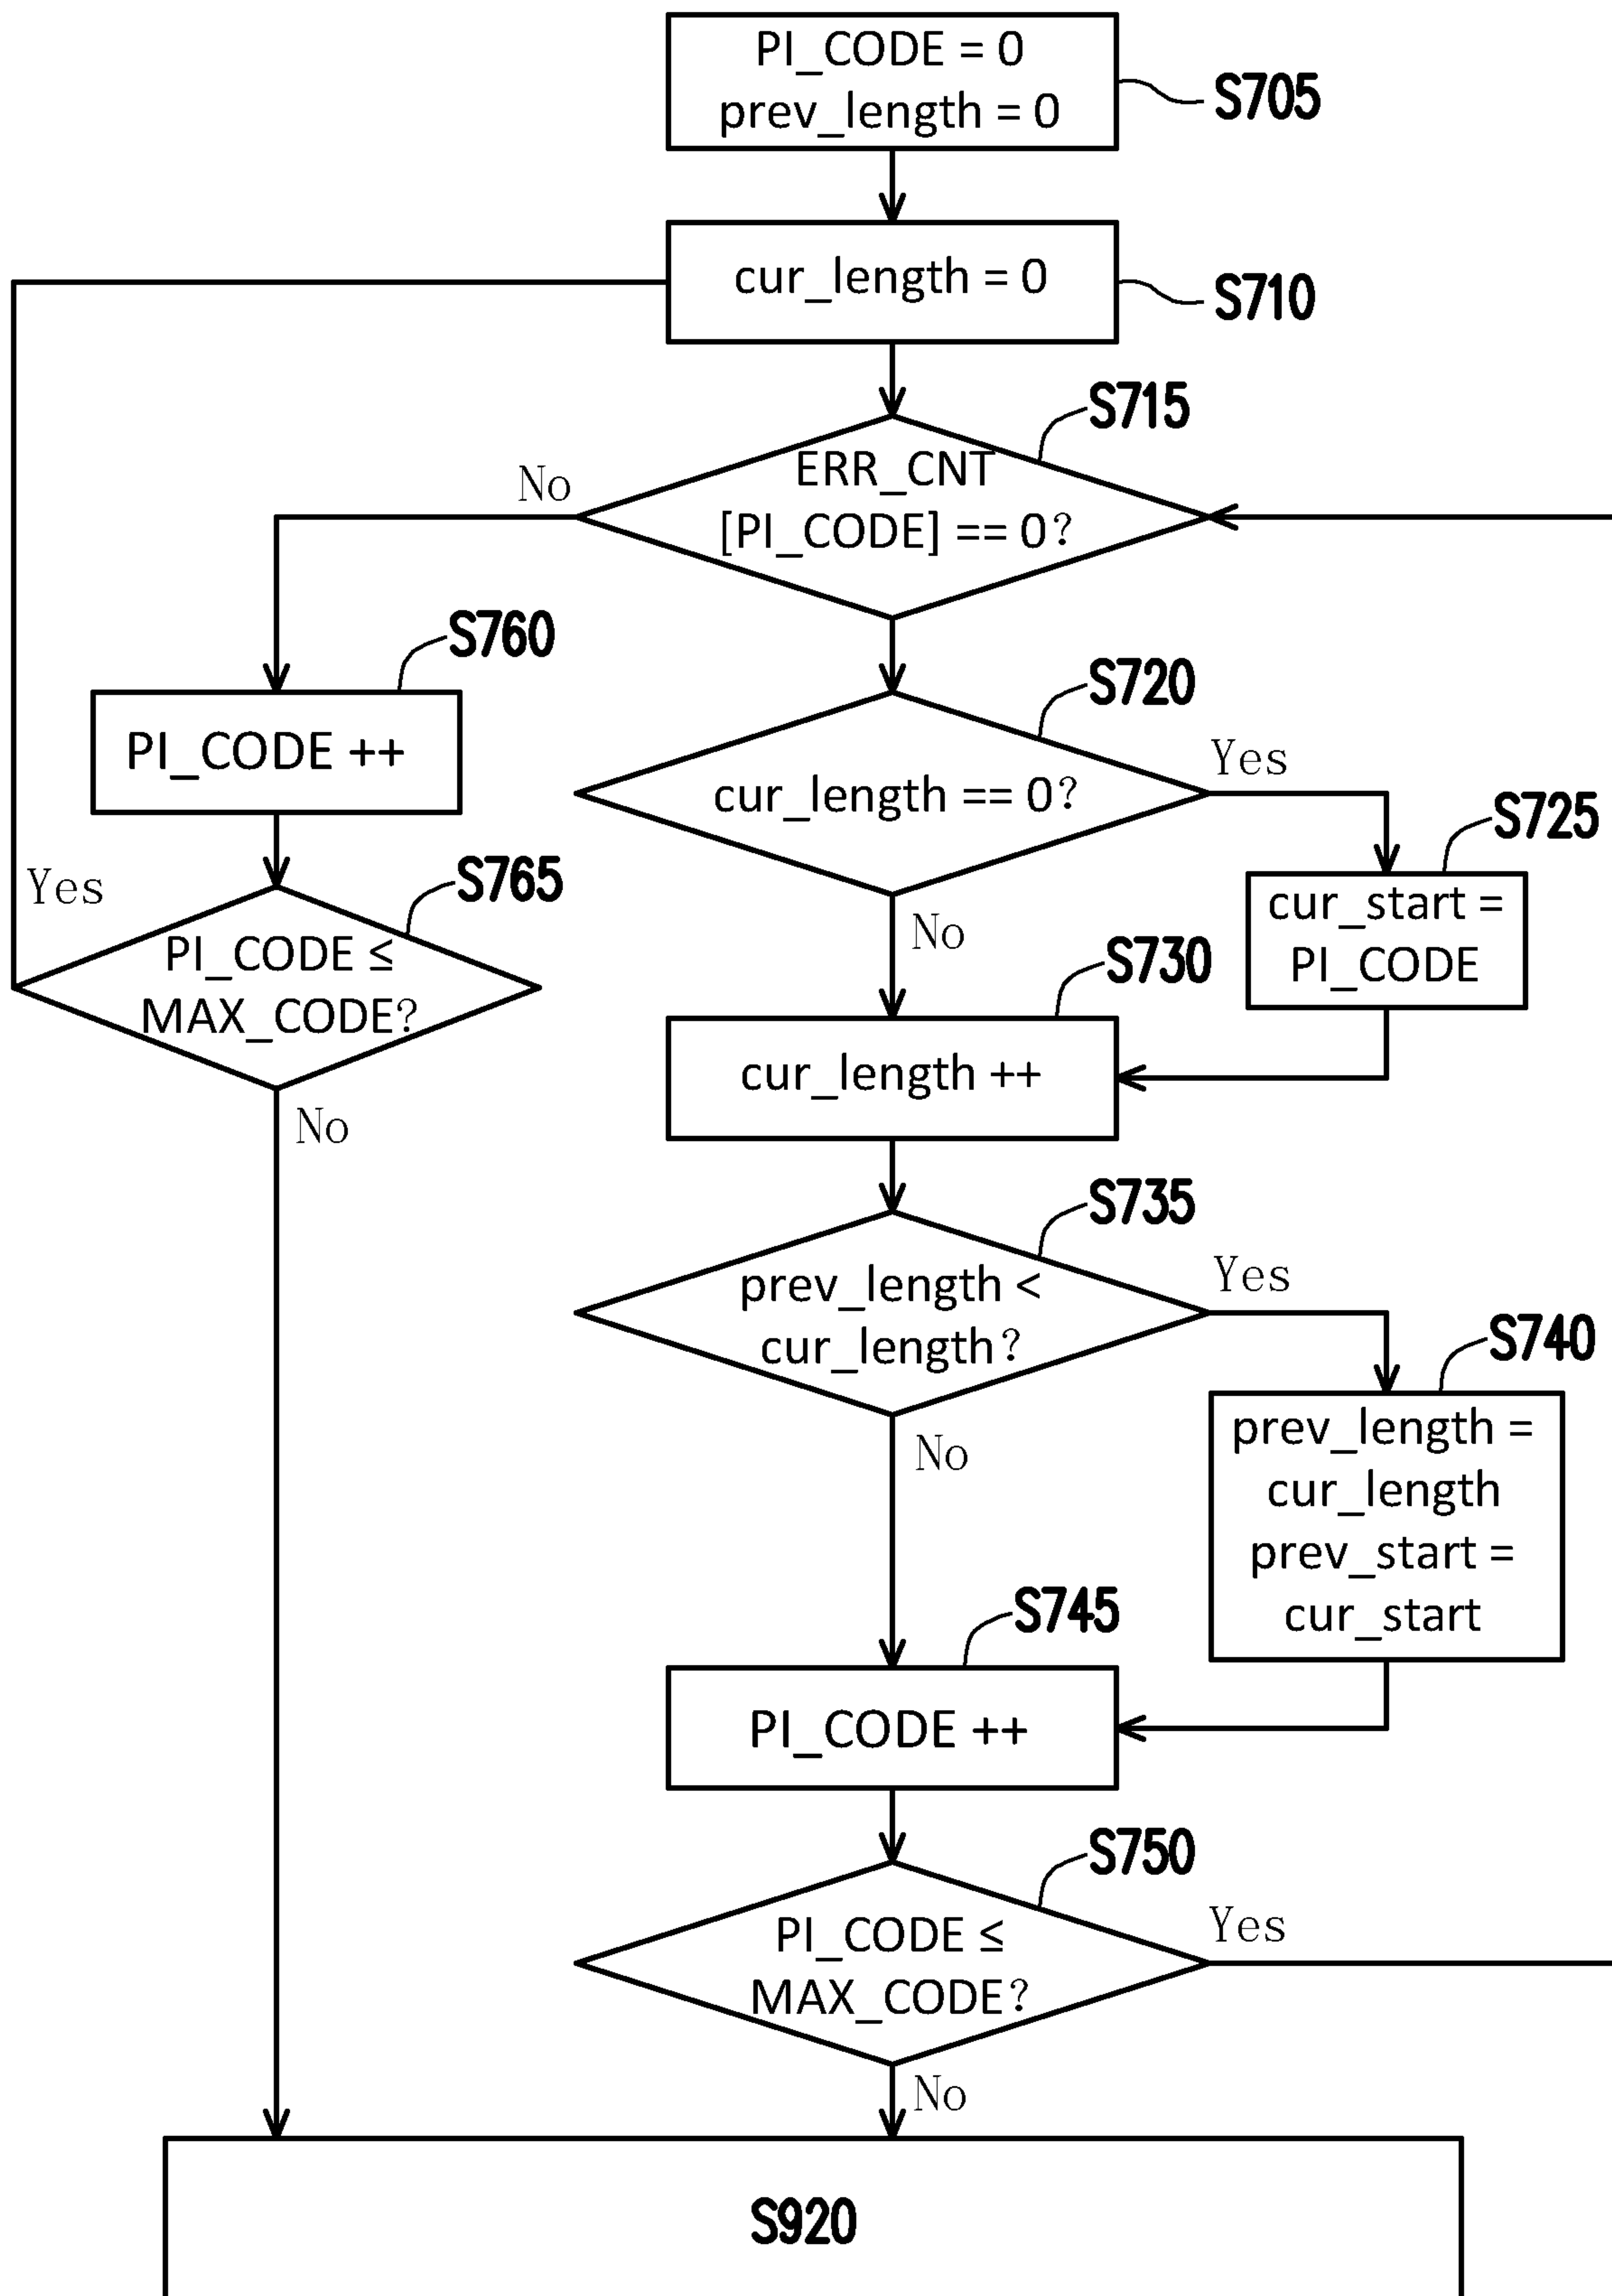 PI_CODE = 0
prev_length = 0
S705
cur_length = 0
S710
S715
ERR_CNT
[PI_CODE] == 0?
No
S760
PI_CODE ++
S720
cur_length == 0?
Yes
S725
cur_start =
PI_CODE
No
S765
Yes
PI_CODE ≤
MAX_CODE?
No
S730
cur_length ++
S735
prev_length <
cur_length?
Yes
S740
prev_length =
cur_length
prev_start =
cur_start
No
S745
PI_CODE ++
S750
PI_CODE ≤
MAX_CODE?
Yes
No
S920